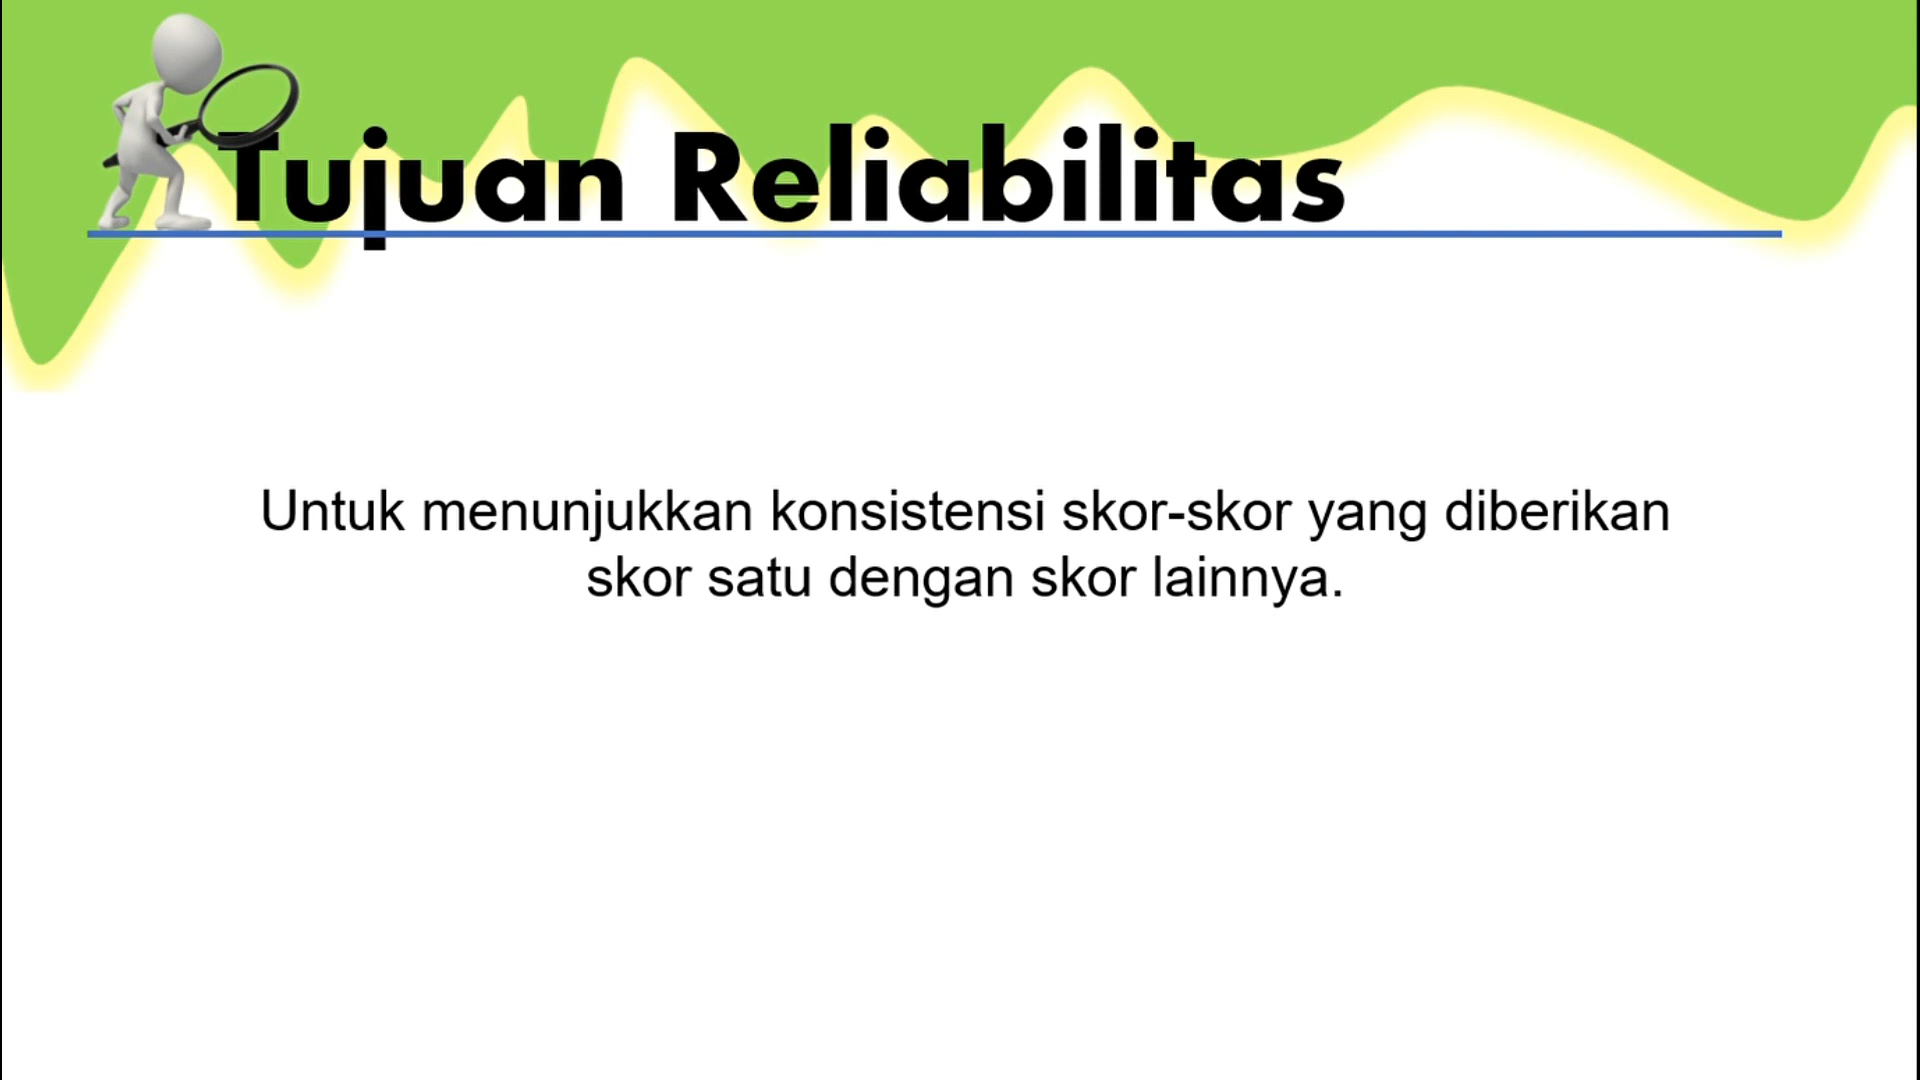 Tujuan Reliabilitas
Untuk menunjukkan konsistensi skor-skor yang diberikan
skor satu dengan skor lainnya.